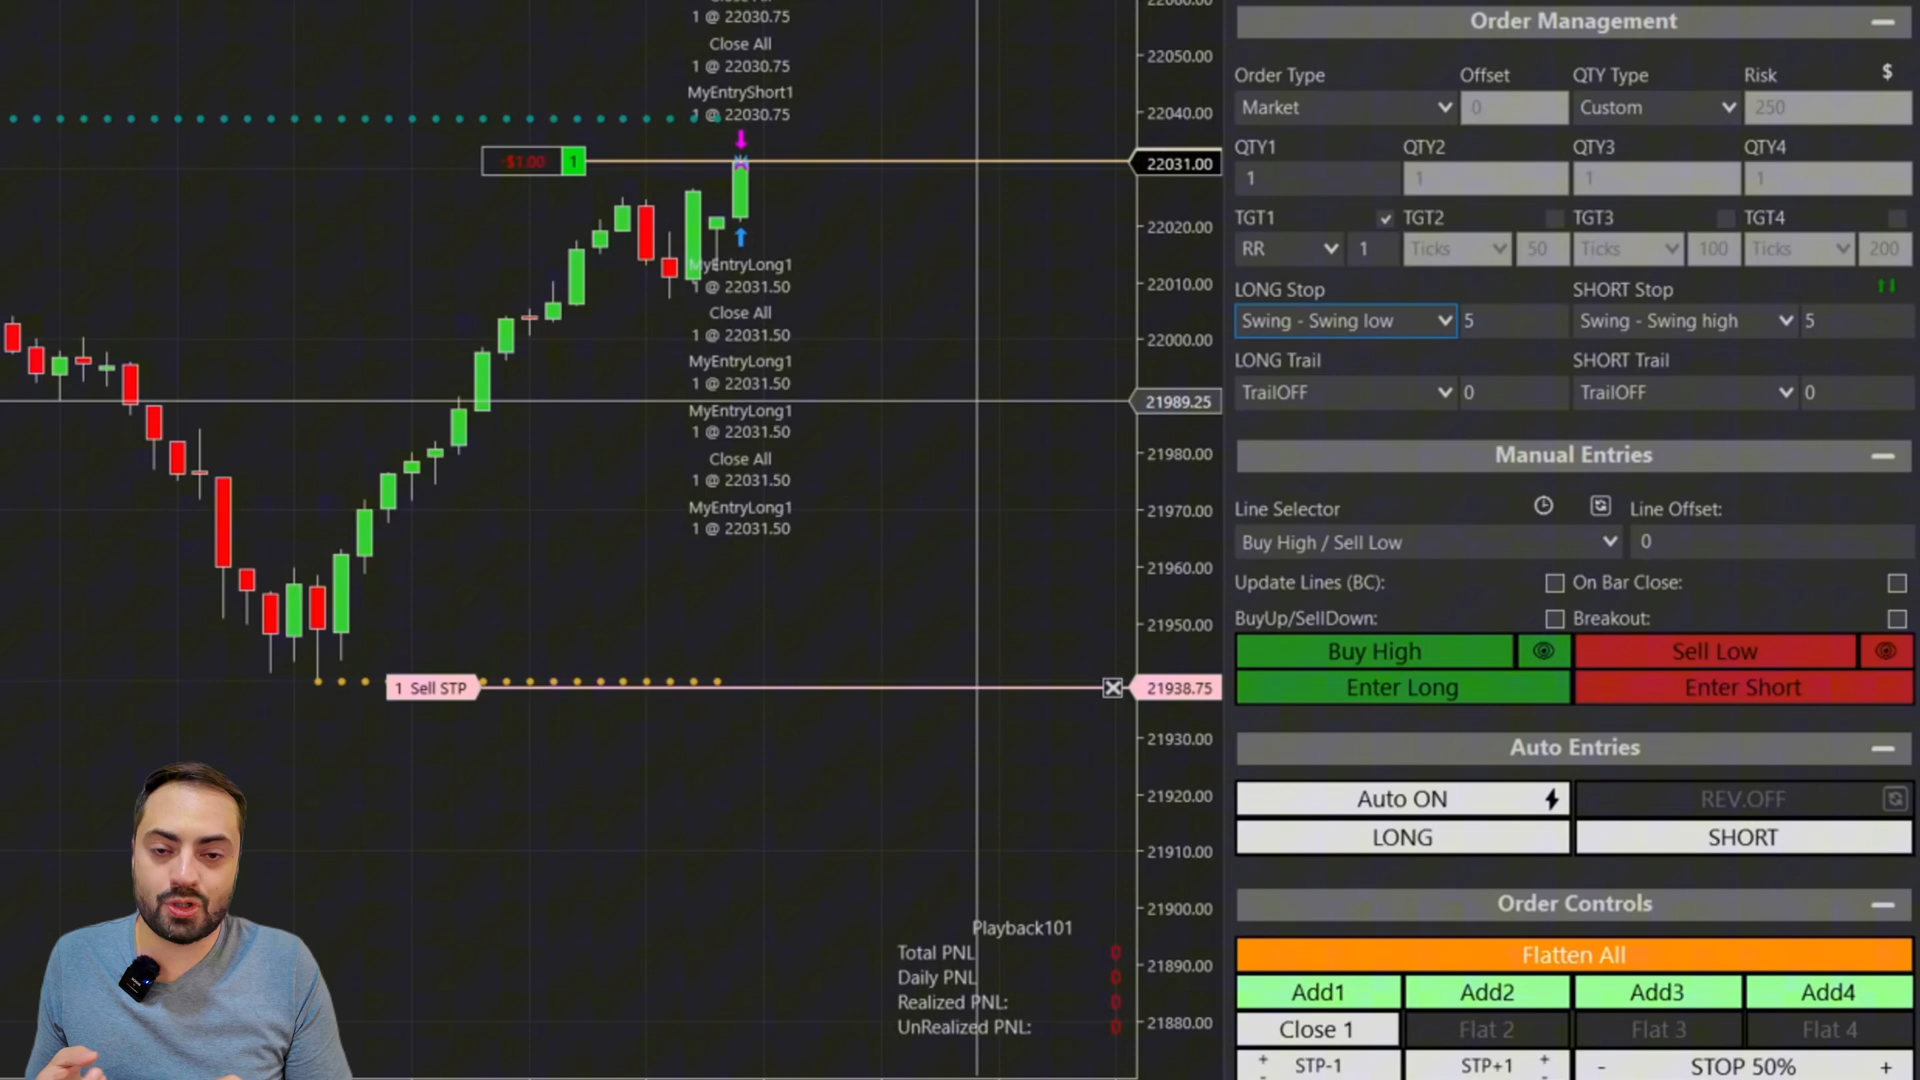 1 @ 22030.75
Close All
1 @ 22030.75
MyEntryShort1
1 @ 22030.75
-$1.00 1
MyEntryLong1
1 @ 22031.50
Close All
1 @ 22031.50
MyEntryLong1
1 @ 22031.50
MyEntryLong1
1 @ 22031.50
Close All
1 @ 22031.50
MyEntryLong1
1 @ 22031.50
1 Sell STP
Playback101
Total PNL 0
Daily PNL 0
Realized PNL: 0
UnRealized PNL: 0
22050.00
22040.00
22031.00
22020.00
22010.00
22000.00
21989.25
21980.00
21970.00
21960.00
21950.00
21938.75
21930.00
21920.00
21910.00
21900.00
21890.00
21880.00
Order Management
Order Type Offset QTY Type Risk $
Market 0 Custom 250
QTY1 QTY2 QTY3 QTY4
1 1 1 1
TGT1 TGT2 TGT3 TGT4
RR 1 Ticks 50 Ticks 100 Ticks 200
LONG Stop SHORT Stop
Swing - Swing low 5 Swing - Swing high 5
LONG Trail SHORT Trail
TrailOFF 0 TrailOFF 0
Manual Entries
Line Selector Line Offset:
Buy High / Sell Low 0
Update Lines (BC): On Bar Close:
BuyUp/SellDown: Breakout:
Buy High Sell Low
Enter Long Enter Short
Auto Entries
Auto ON REV.OFF
LONG SHORT
Order Controls
Flatten All
Add1 Add2 Add3 Add4
Close 1 Flat 2 Flat 3 Flat 4
+ - STP-1 STP+1 + - - STOP 50% +